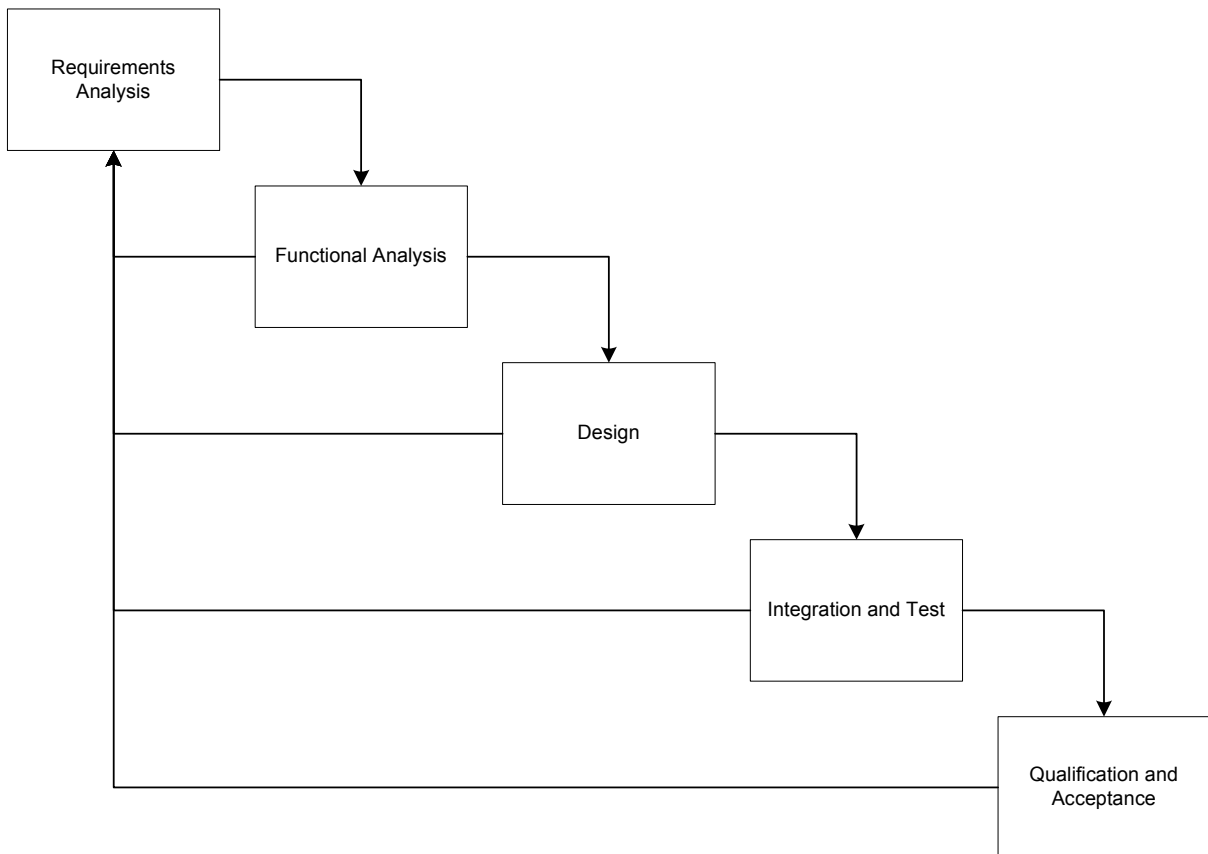 Requirements
Analysis
Functional Analysis
Design
Integration and Test
Qualification and
Acceptance